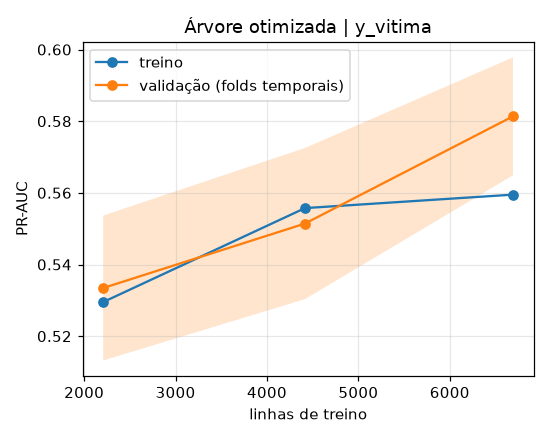 Árvore otimizada | y_vitima
treino
validação (folds temporais)
0.60
0.58
0.56
0.54
0.52
PR-AUC
2000 3000 4000 5000 6000
linhas de treino